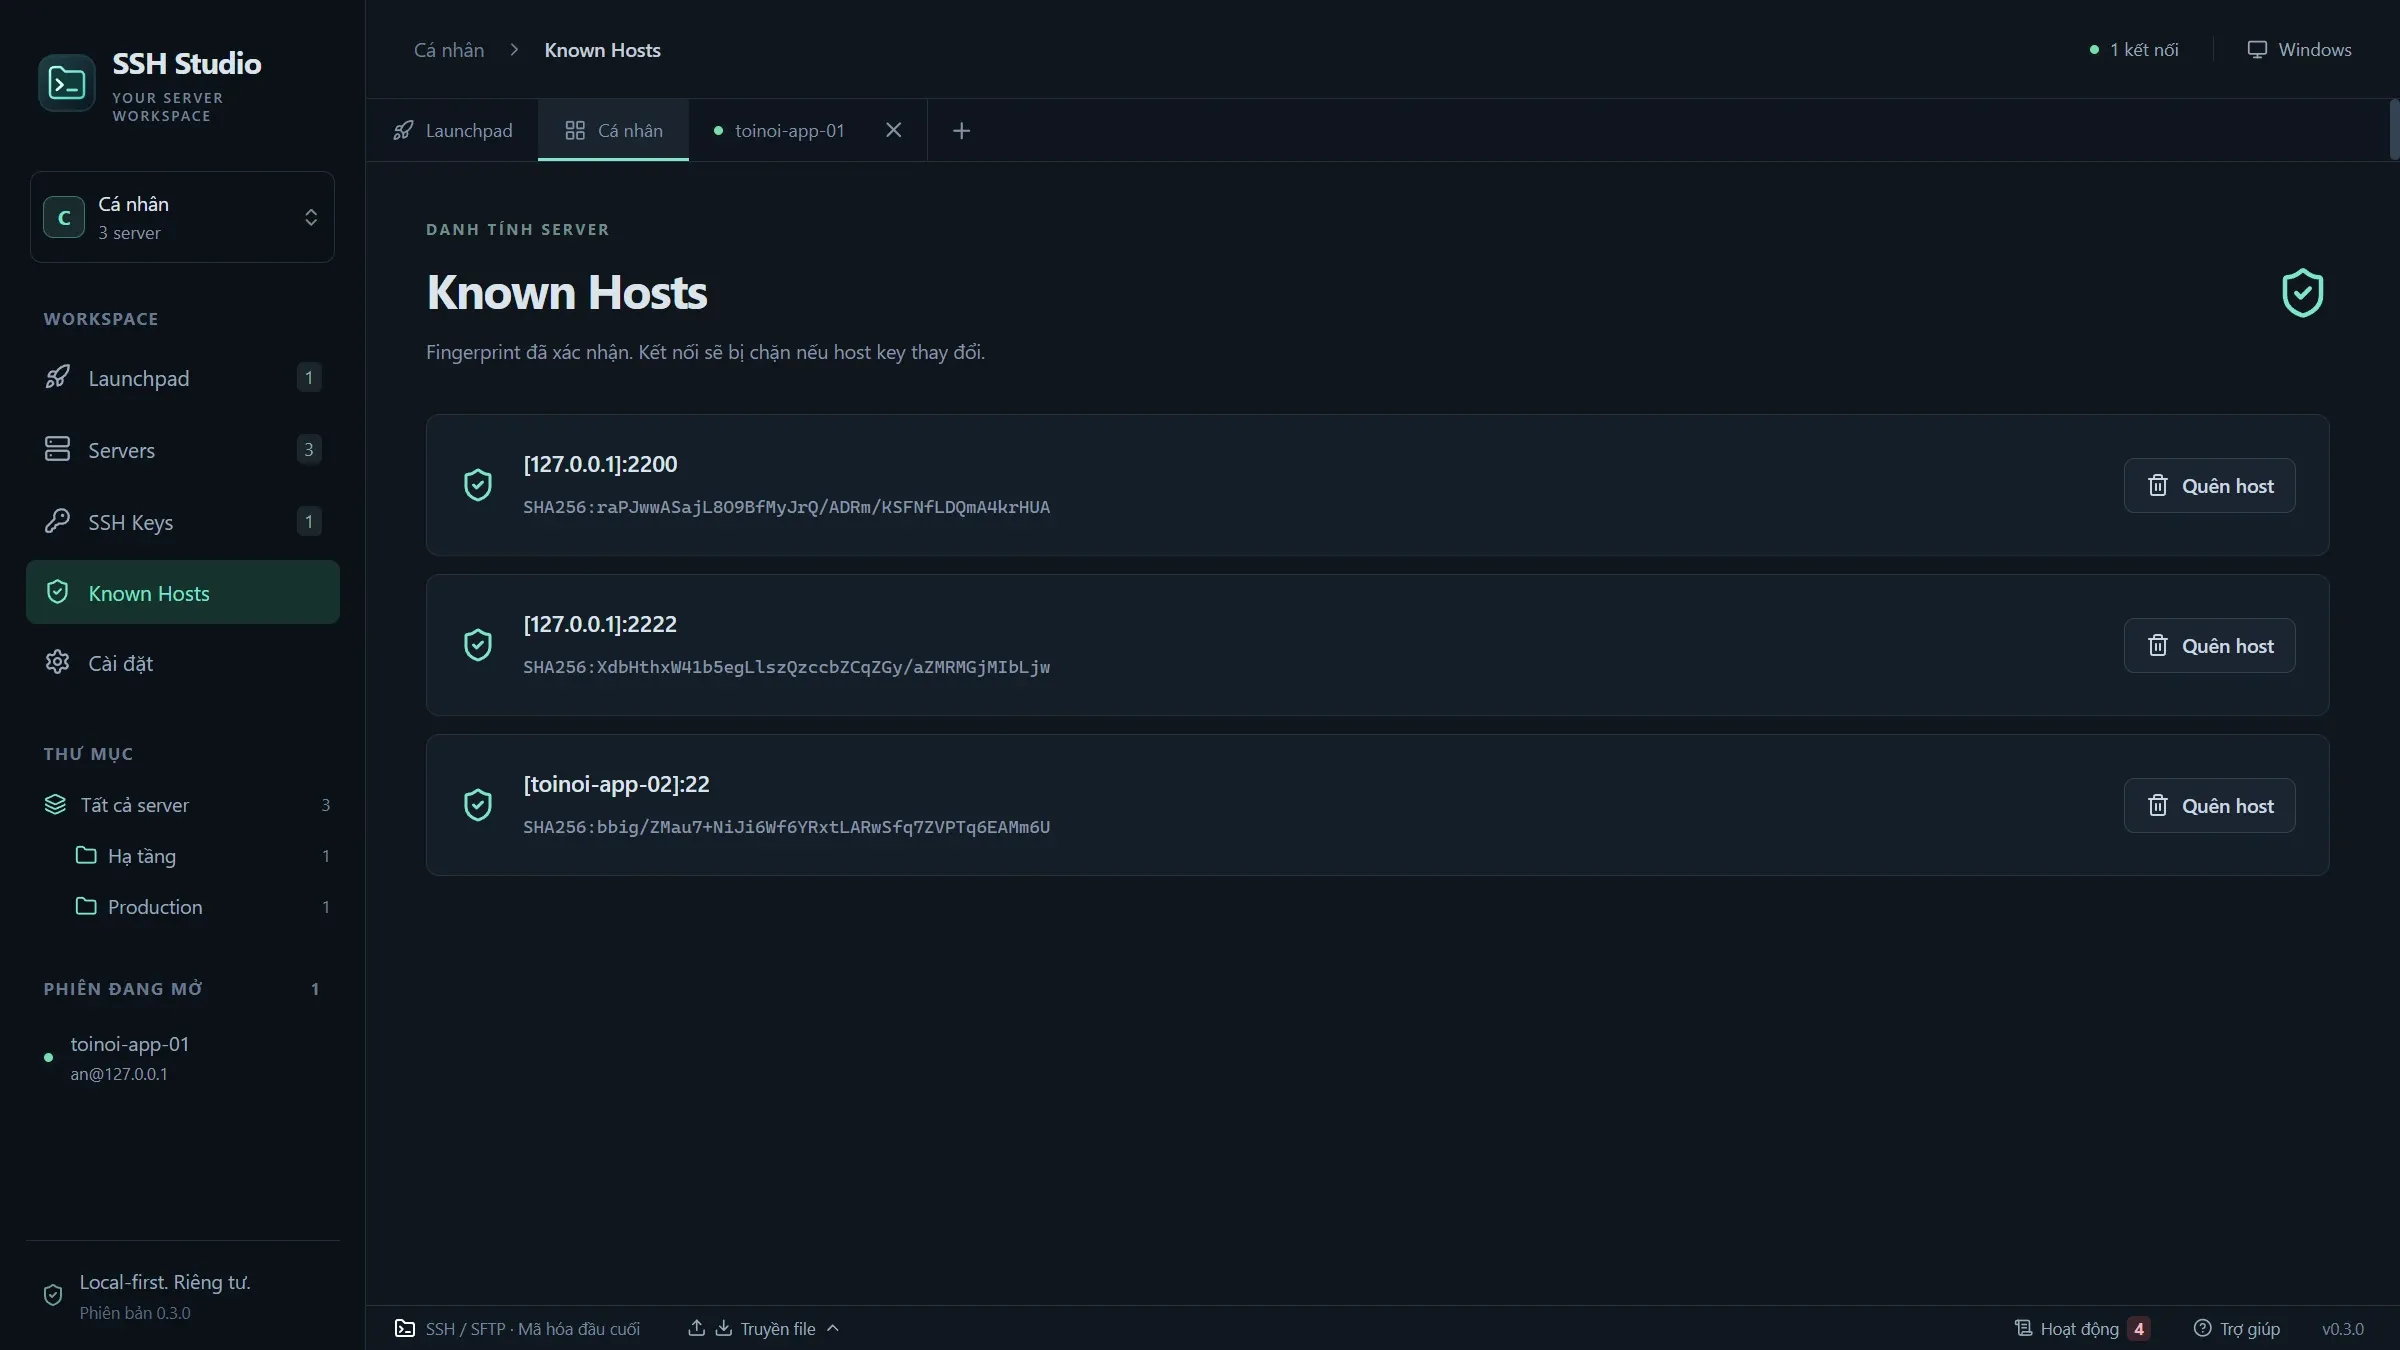 SSH Studio
YOUR SERVER
WORKSPACE
C
Cá nhân
3 server
WORKSPACE
Launchpad 1
Servers 3
SSH Keys 1
Known Hosts
Cài đặt
THƯ MỤC
Tất cả server 3
Hạ tầng 1
Production 1
PHIÊN ĐANG MỞ 1
toinoi-app-01
an@127.0.0.1
Local-first. Riêng tư.
Phiên bản 0.3.0
Cá nhân > Known Hosts
1 kết nối
Windows
Launchpad
Cá nhân
toinoi-app-01
DANH TÍNH SERVER
Known Hosts
Fingerprint đã xác nhận. Kết nối sẽ bị chặn nếu host key thay đổi.
[127.0.0.1]:2200
SHA256:raPJwwASajL8O9BfMyJrQ/ADRm/KSFNfLDQmA4krHUA
Quên host
[127.0.0.1]:2222
SHA256:XdbHthxW41b5egLlszQzccbZCqZGy/aZMRMGjMIbLjw
Quên host
[toinoi-app-02]:22
SHA256:bbig/ZMau7+NiJi6Wf6YRxtLARwSfq7ZVPTq6EAMm6U
Quên host
SSH / SFTP · Mã hóa đầu cuối
Truyền file
Hoạt động 4
Trợ giúp
v0.3.0